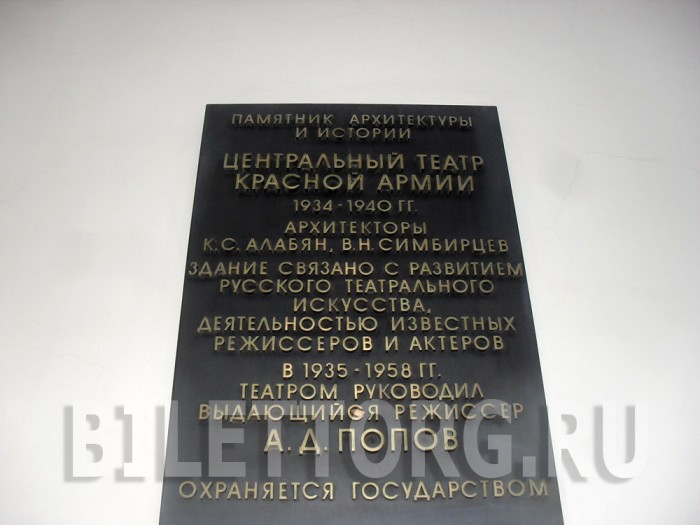 ПАМЯТНИК АРХИТЕКТУРЫ
И ИСТОРИИ
ЦЕНТРАЛЬНЫЙ ТЕАТР
КРАСНОЙ АРМИИ
1934-1940 ГГ.
АРХИТЕКТОРЫ
К.С. АЛАБЯН, В.Н. СИМБИРЦЕВ
ЗДАНИЕ СВЯЗАНО С РАЗВИТИЕМ
РУССКОГО ТЕАТРАЛЬНОГО
ИСКУССТВА,
ДЕЯТЕЛЬНОСТЬЮ ИЗВЕСТНЫХ
РЕЖИССЕРОВ И АКТЕРОВ
В 1935-1958 ГГ.
ТЕАТРОМ РУКОВОДИЛ
ВЫДАЮЩИЙСЯ РЕЖИССЕР
А. Д. ПОПОВ
BILETTORG.RU
ОХРАНЯЕТСЯ ГОСУДАРСТВОМ